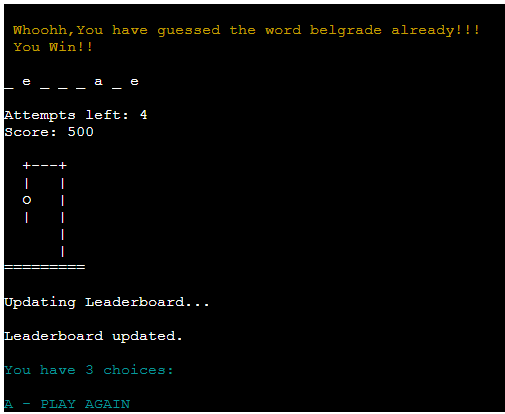 Whoohh,You have guessed the word belgrade already!!!
You Win!!
_ e _ _ _ a _ e
Attempts left: 4
Score: 500
+---+
|   |
O   |
|   |
    |
    |
=========
Updating Leaderboard...
Leaderboard updated.
You have 3 choices:
A - PLAY AGAIN